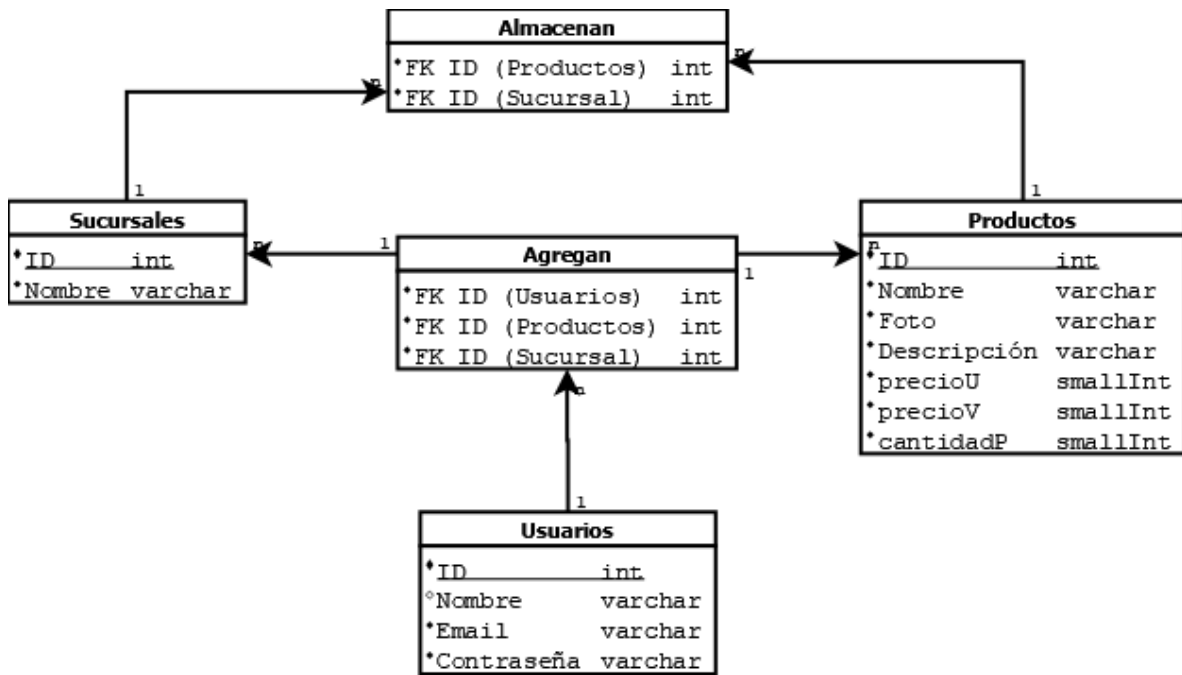 Almacenan
FK ID (Productos) int
FK ID (Sucursal) int
n
n
1
1
Sucursales
ID int
Nombre varchar
n
1
Agregan
FK ID (Usuarios) int
FK ID (Productos) int
FK ID (Sucursal) int
1
n
Productos
ID int
Nombre varchar
Foto varchar
Descripción varchar
precioU smallInt
precioV smallInt
cantidadP smallInt
n
1
Usuarios
ID int
Nombre varchar
Email varchar
Contraseña varchar